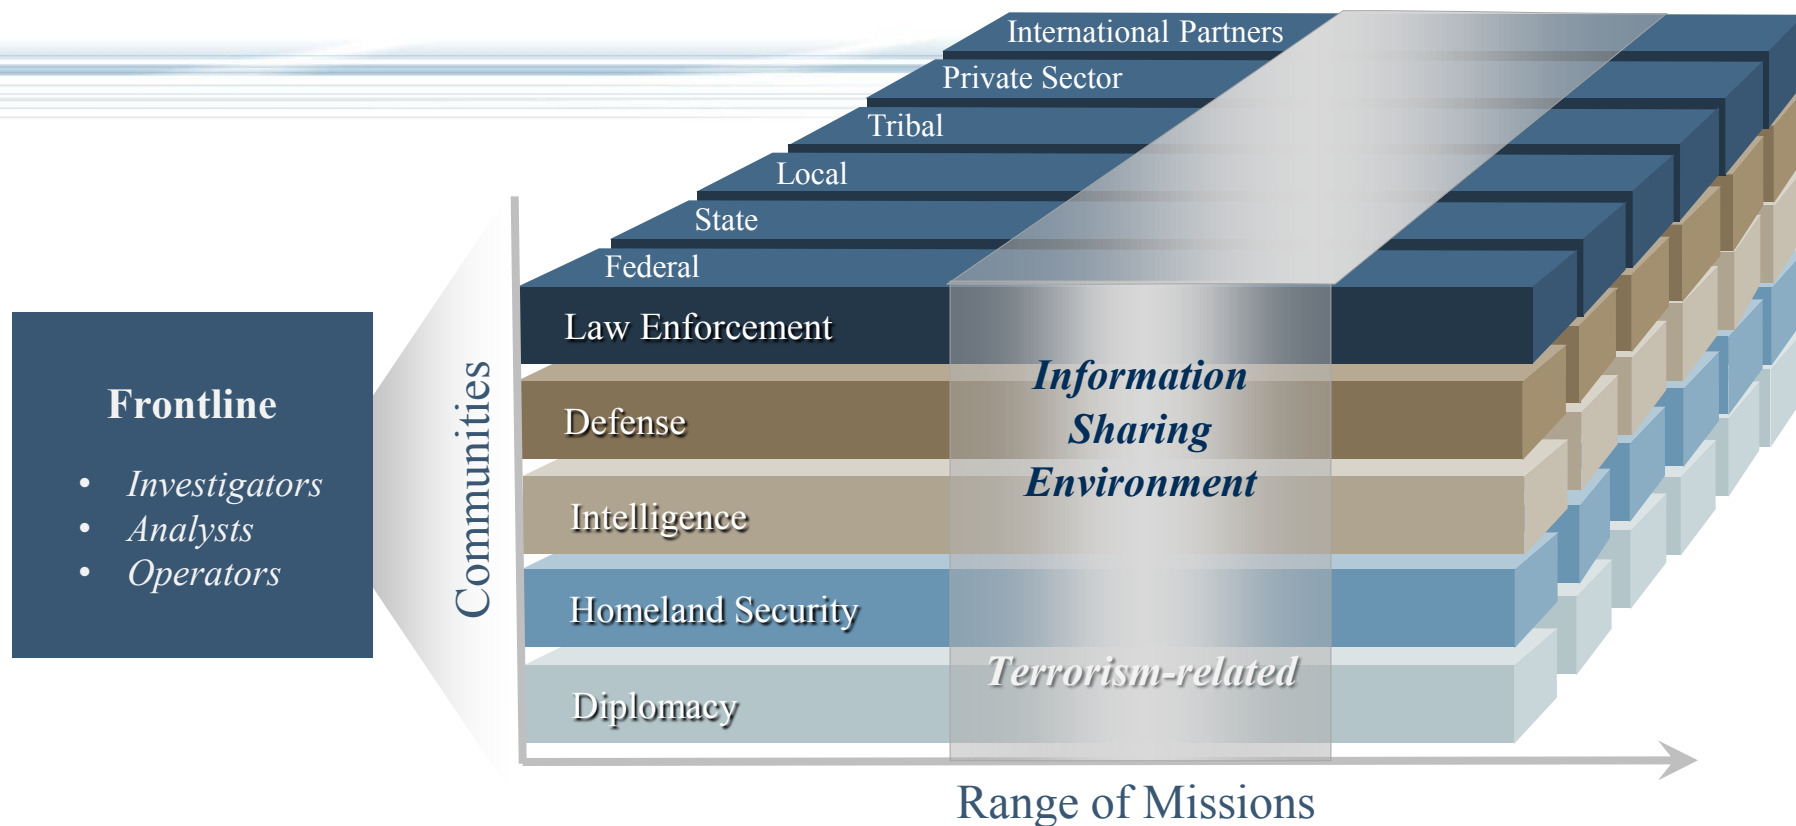 International Partners
Private Sector
Tribal
Local
State
Federal
Law Enforcement
Defense
Intelligence
Homeland Security
Diplomacy
Information
Sharing
Environment
Terrorism-related
Communities
Frontline
• Investigators
• Analysts
• Operators
Range of Missions